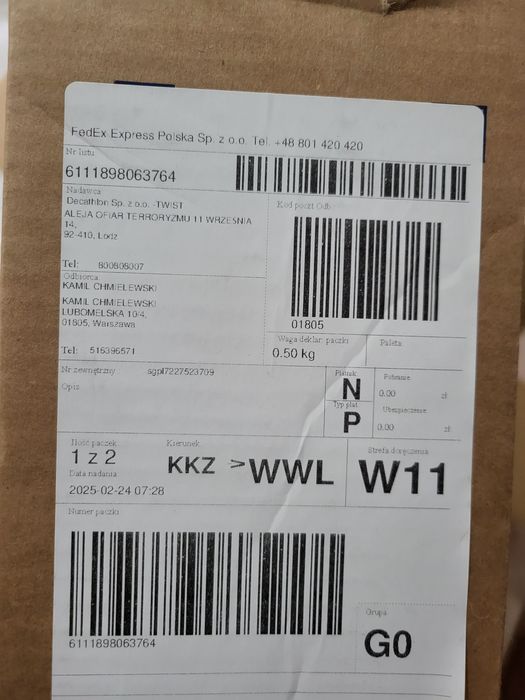 FedEx Express Polska Sp. z o.o. Tel. +48 801 420 420
Nr listu
6111898063764
Nadawca
Decathlon Sp. z o.o. -TWIST
ALEJA OFIAR TERRORYZMU 11 WRZEŚNIA
14,
92-410, Lodz
Tel: 800808007
Kod poczt Odb
01805
Odbiorca
KAMIL CHMIELEWSKI
KAMIL CHMIELEWSKI
LUBOMELSKA 10/4,
01805, Warszawa
Tel: 516396571
Waga deklar. paczki
0.50 kg
Paleta
Nr zewnętrzny sgpl7227523709
Opis
Płatnik
N
Typ płat.
P
Pobranie
0.00 zł
Ubezpieczenie
0.00 zł
Ilość paczek
1 z 2
Data nadania
2025-02-24 07:28
Kierunek
KKZ >WWL
Strefa doręczenia
W11
Numer paczki
6111898063764
Grupa
G0